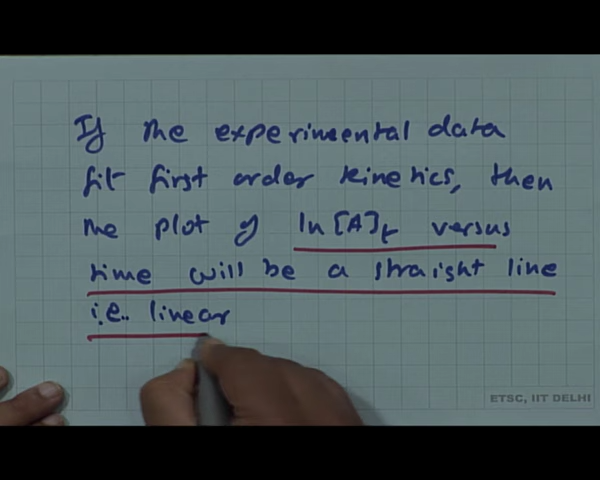 If the experimental data
fit first order kinetics, then
the plot of ln [A]t versus
time will be a straight line
i.e.. linear
ETSC, IIT DELHI